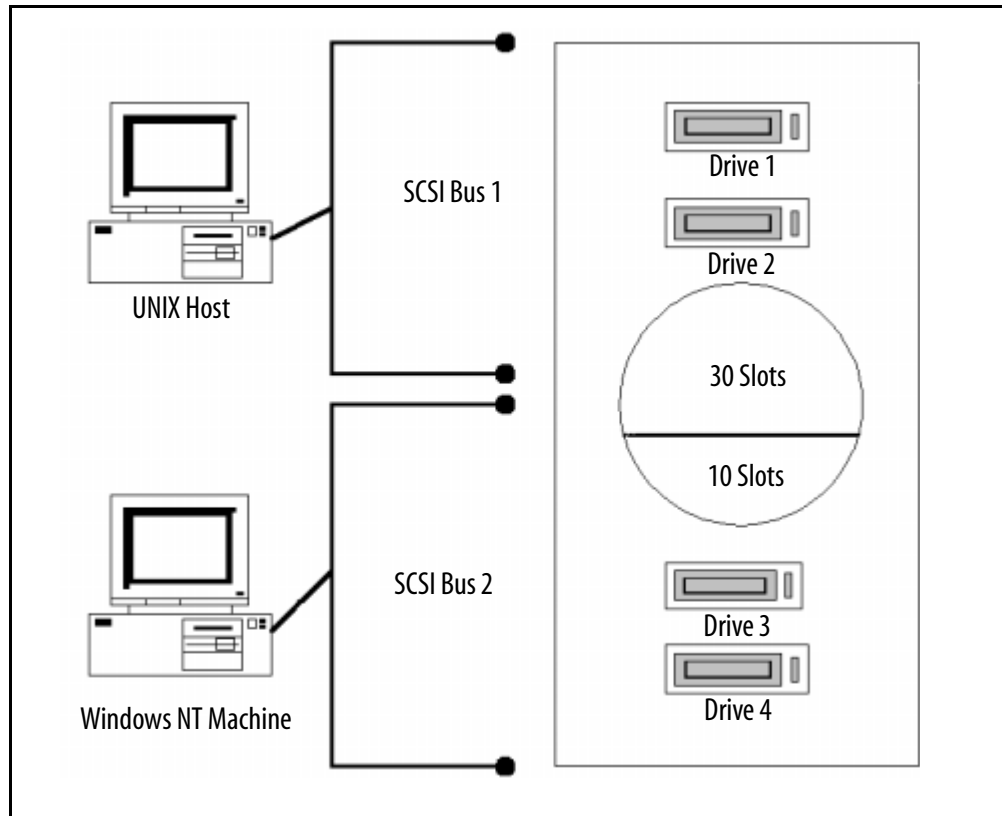 SCSI Bus 1
UNIX Host
SCSI Bus 2
Windows NT Machine
Drive 1
Drive 2
30 Slots
10 Slots
Drive 3
Drive 4